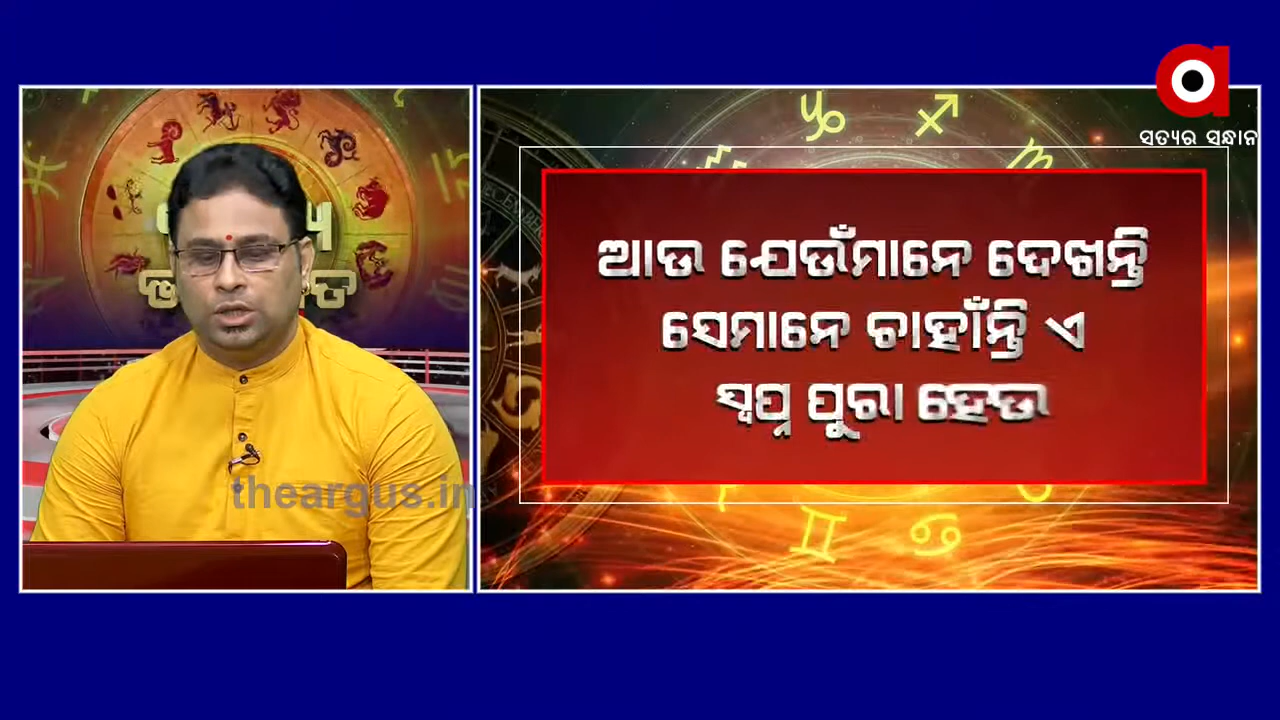 ସତ୍ୟର ସନ୍ଧାନ
ଆଉ ଯେଉଁମାନେ ଦେଖନ୍ତି
ସେମାନେ ଚାହାଁନ୍ତି ଏ
ସ୍ୱପ୍ନ ପୁରା ହେଉ
theargus.in